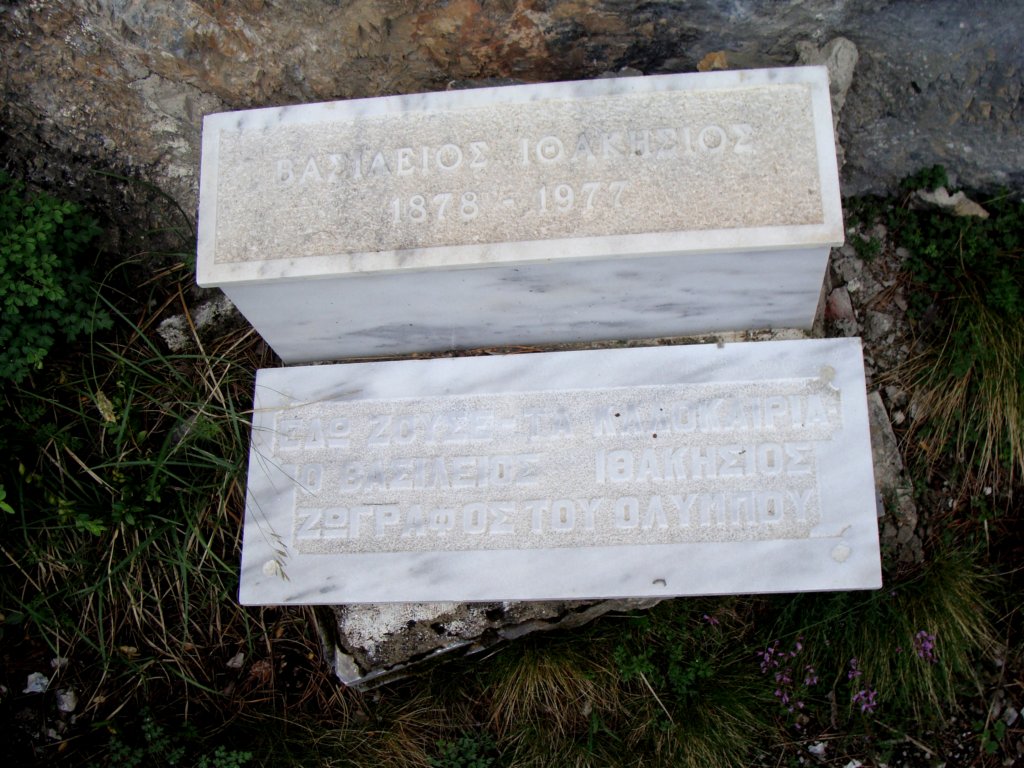 ΒΑΣΙΛΕΙΟΣ ΙΘΑΚΗΣΙΟΣ
1878 - 1977
ΕΔΩ ΖΟΥΣΕ - ΤΑ ΚΑΛΟΚΑΙΡΙΑ
Ο ΒΑΣΙΛΕΙΟΣ ΙΘΑΚΗΣΙΟΣ
ΖΩΓΡΑΦΟΣ ΤΟΥ ΟΛΥΜΠΟΥ